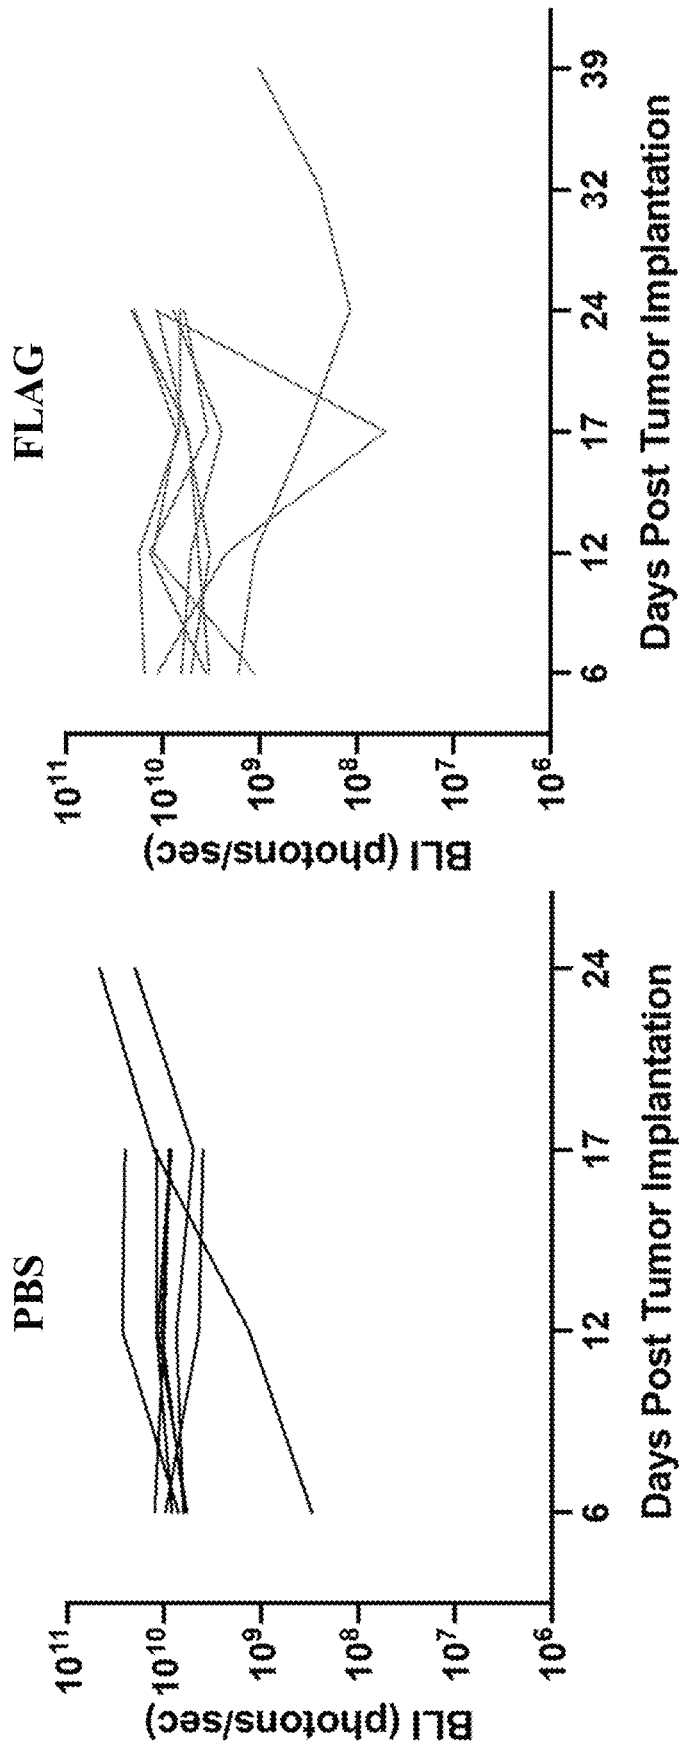 PBS
BLI (photons/sec)
10¹¹
10¹⁰
10⁹
10⁸
10⁷
10⁶
6 12 17 24
Days Post Tumor Implantation
FLAG
BLI (photons/sec)
10¹¹
10¹⁰
10⁹
10⁸
10⁷
10⁶
6 12 17 24 32 39
Days Post Tumor Implantation